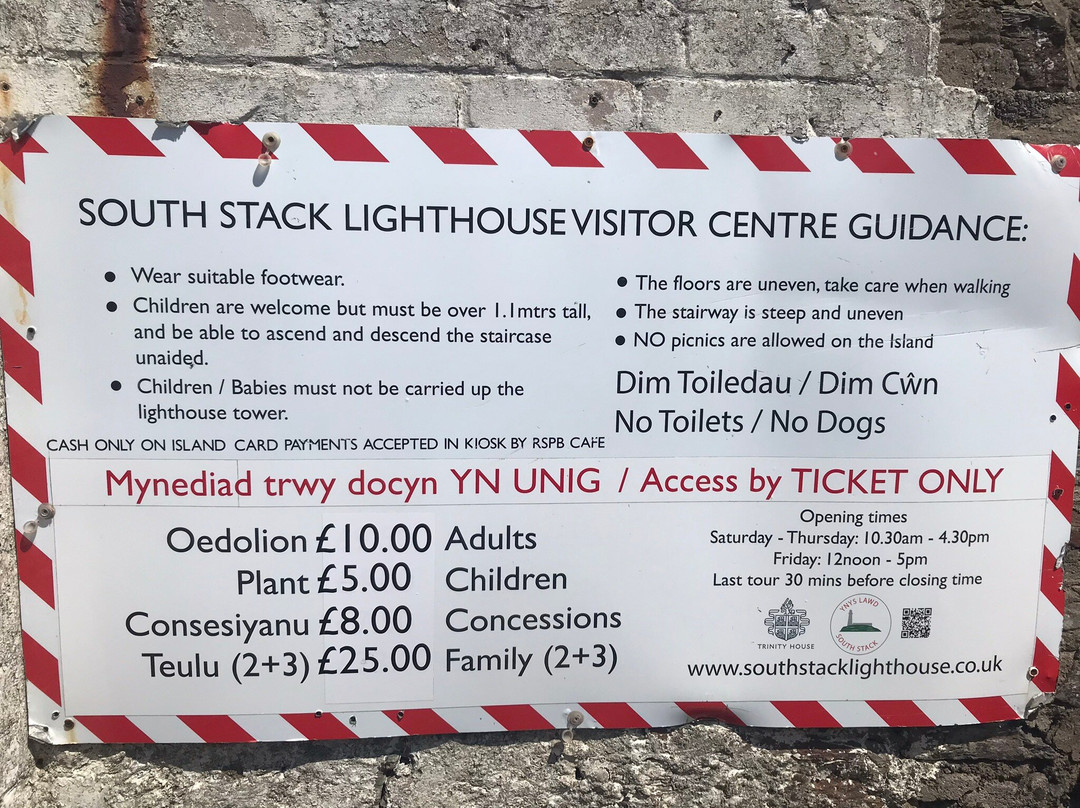 SOUTH STACK LIGHTHOUSE VISITOR CENTRE GUIDANCE:
• Wear suitable footwear.
• Children are welcome but must be over 1.1mtrs tall,
and be able to ascend and descend the staircase
unaided.
• Children / Babies must not be carried up the
lighthouse tower.
• The floors are uneven, take care when walking
• The stairway is steep and uneven
• NO picnics are allowed on the Island
Dim Toiledau / Dim Cŵn
No Toilets / No Dogs
CASH ONLY ON ISLAND CARD PAYMENTS ACCEPTED IN KIOSK BY RSPB CAFE
Mynediad trwy docyn YN UNIG / Access by TICKET ONLY
Oedolion £10.00 Adults
Plant £5.00 Children
Consesiynau £8.00 Concessions
Teulu (2+3) £25.00 Family (2+3)
Opening times
Saturday - Thursday: 10.30am - 4.30pm
Friday: 12noon - 5pm
Last tour 30 mins before closing time
TRINITY HOUSE
YNYS LAWD
SOUTH STACK
www.southstacklighthouse.co.uk